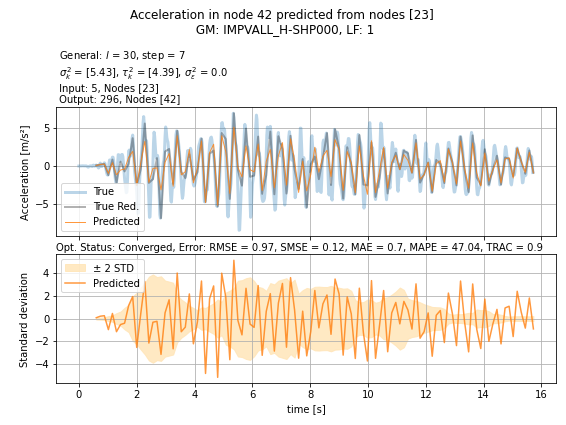 Acceleration in node 42 predicted from nodes [23]
GM: IMPVALL_H-SHP000, LF: 1
General: l = 30, step = 7
σ_k² = [5.43], τ_k² = [4.39], σ_ε² = 0.0
Input: 5, Nodes [23]
Output: 296, Nodes [42]
Acceleration [m/s²]
5
0
−5
True
True Red.
Predicted
Opt. Status: Converged, Error: RMSE = 0.97, SMSE = 0.12, MAE = 0.7, MAPE = 47.04, TRAC = 0.9
Standard deviation
4
2
0
−2
−4
± 2 STD
Predicted
0 2 4 6 8 10 12 14 16
time [s]